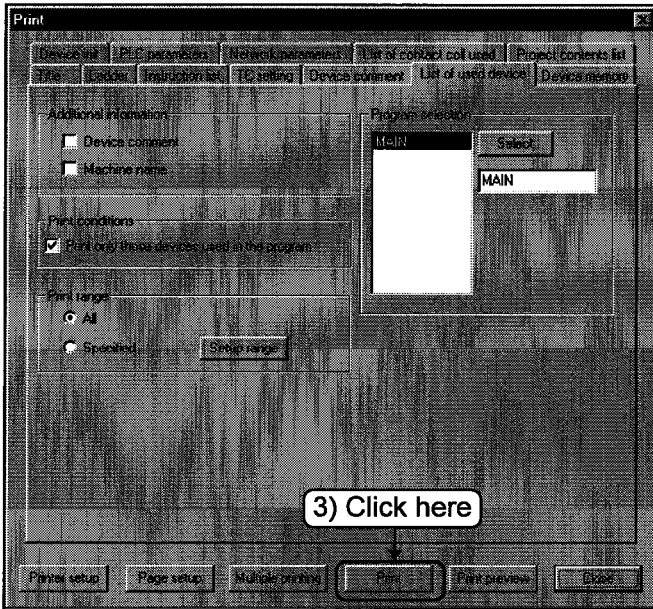 Print
Device init PLC parameters Network parameters List of contact coil used Project contents list
Title Ladder Instruction list TC setting Device comment List of used device Device memory
Additional information
Device comment
Machine name
Program selection
MAIN
Select
MAIN
Print conditions
Print only those devices used in the program
Print range
All
Specified
Setup range
3) Click here
Printer setup Page setup Multiple printing Print Print preview Close